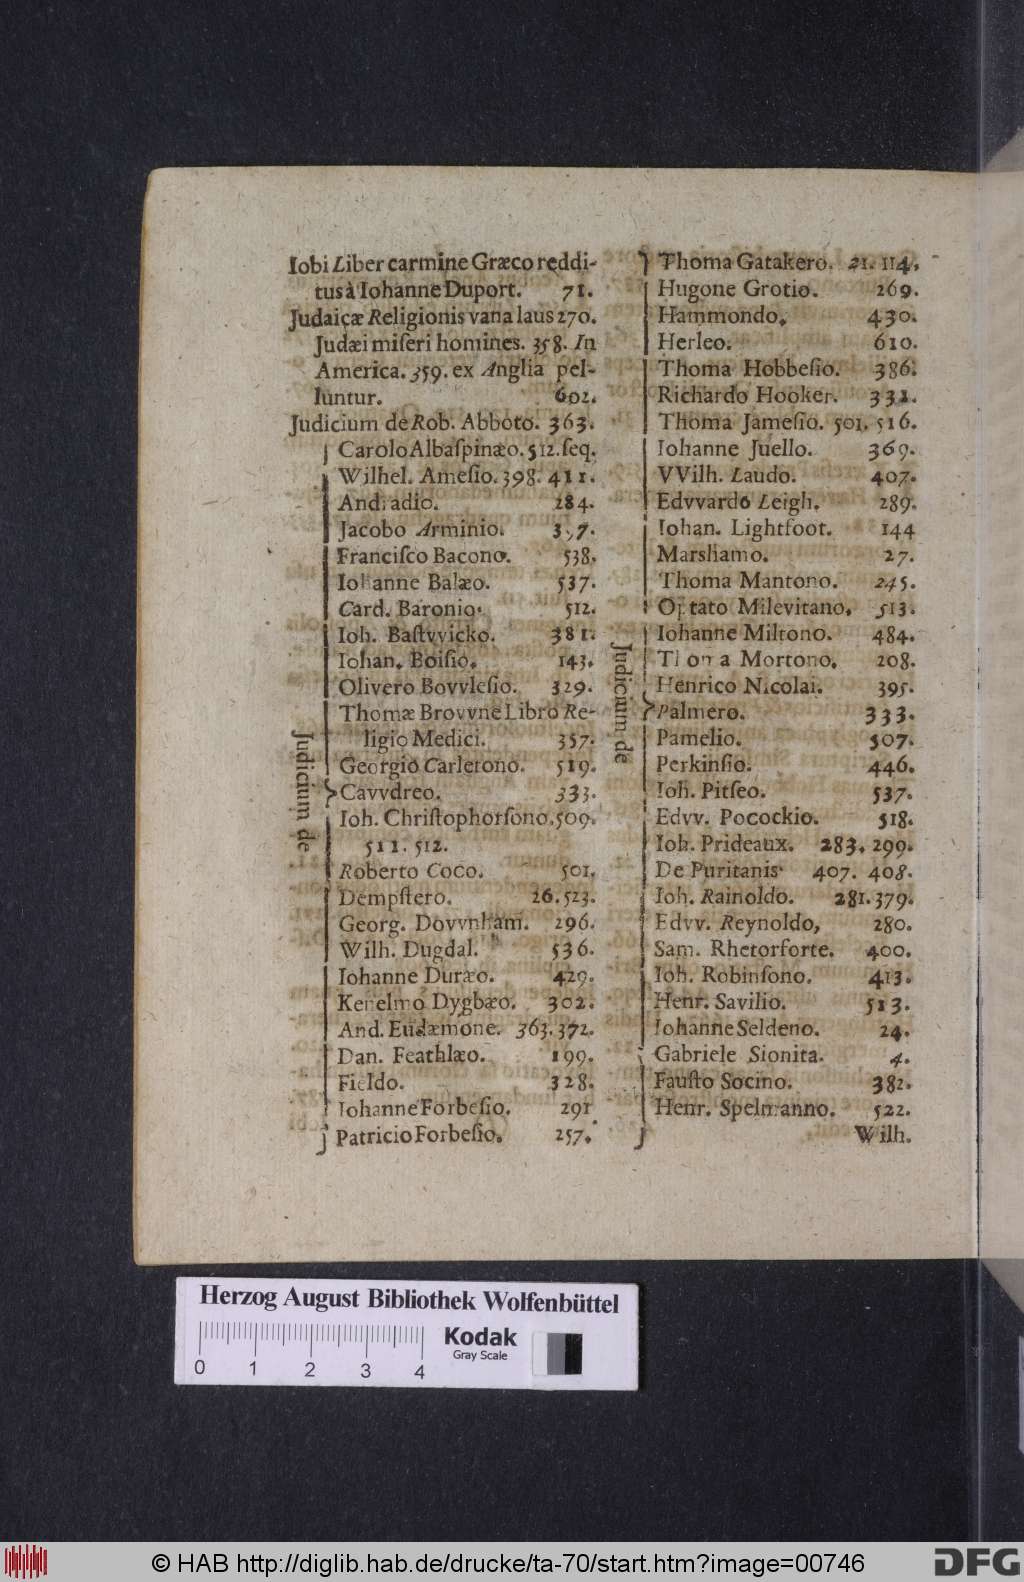 Iobi Liber carmine Græco reddi-
tus à Iohanne Duport. 71.
Judaicæ Religionis vana laus 270.
Judæi miſeri homines. 358. In
America. 359. ex Anglia pel-
luntur. 602.
Judicium de Rob. Abboto. 363.
Judicium de
Carolo Albaſpinæo. 512. ſeq.
Wilhel. Ameſio. 398. 411.
Andradio. 284.
Jacobo Arminio.
Franciſco Bacono. 538.
Iohanne Balæo. 537.
Card. Baronio. 512.
Ioh. Baſtvvicko. 381.
Iohan. Boiſio. 143.
Olivero Bovvleſio. 329.
Thomæ Brovvne Libro Re-
ligio Medici. 357.
Georgio Carletono. 519.
Cavvdreo. 333.
Ioh. Chriſtophorſono. 509.
511. 512.
Roberto Coco. 501.
Dempſtero. 26. 523.
Georg. Dovvnham. 296.
Wilh. Dugdal. 536.
Iohanne Duræo. 429.
Kenelmo Dygbæo. 302.
And. Eudæmone. 363. 372.
Dan. Feathlæo. 199.
Fieldo. 328.
Iohanne Forbeſio. 291
Patricio Forbeſio. 257.
Judicium de
Thoma Gatakero. 21. 114.
Hugone Grotio. 269.
Hammondo. 430.
Herleo. 610.
Thoma Hobbeſio. 386.
Richardo Hooker. 331.
Thoma Jameſio. 501. 516.
Iohanne Juello. 369.
VVilh. Laudo. 407.
Edvvardo Leigh. 289.
Iohan. Lightfoot. 144
Marshamo. 27.
Thoma Mantono. 245.
Optato Milevitano. 513.
Iohanne Miltono. 484.
Thoma Mortono. 208.
Henrico Nicolai. 395.
Palmero. 333.
Pamelio. 507.
Perkinſio. 446.
Ioh. Pitſeo. 537.
Edvv. Pocockio. 518.
Ioh. Prideaux. 283. 299.
De Puritanis 407. 408.
Ioh. Rainoldo. 281. 379.
Edvv. Reynoldo, 280.
Sam. Rhetorforte. 400.
Ioh. Robinſono. 413.
Henr. Savilio. 513.
Iohanne Seldeno. 24.
Gabriele Sionita. 4.
Fauſto Socino. 382.
Henr. Spelmanno. 522.
Wilh.
Herzog August Bibliothek Wolfenbüttel
0 1 2 3 4
Kodak
Gray Scale
© HAB http://diglib.hab.de/drucke/ta-70/start.htm?image=00746
DFG